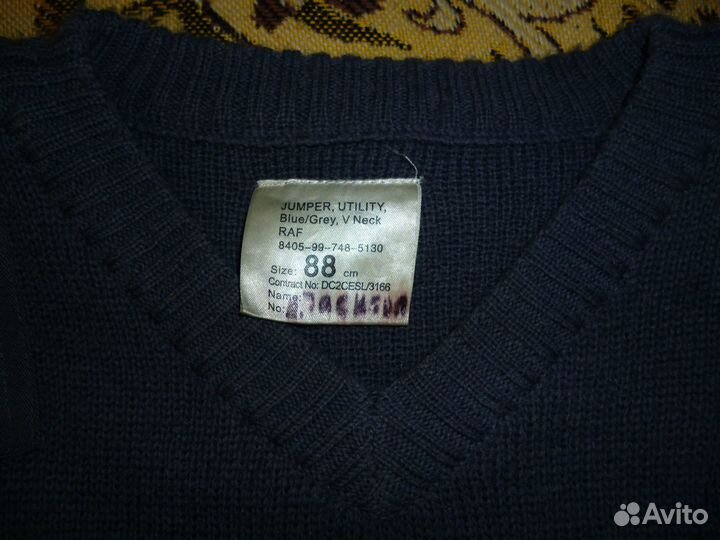 JUMPER, UTILITY,
Blue/Grey, V Neck
RAF
8405-99-748-5130
Size: 88 cm
Contract No: DC2CESL/3166
Name:
No:
Avito